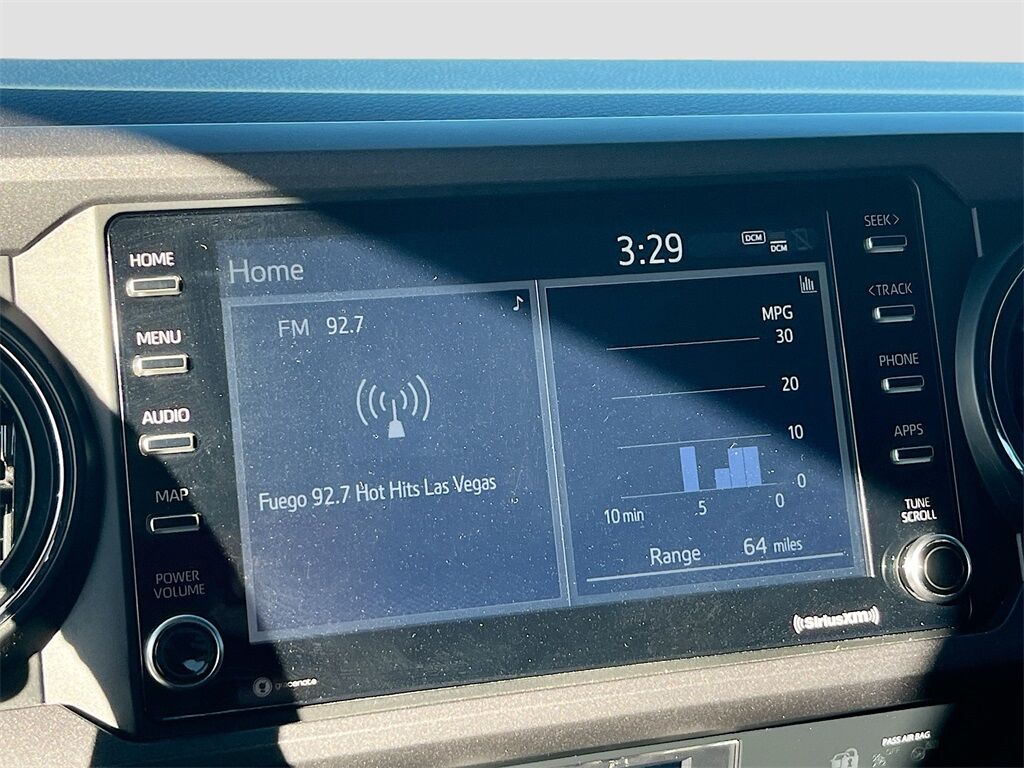 HOME
MENU
AUDIO
MAP
POWER
VOLUME
Home
3:29
DCM
DCM
FM 92.7
Fuego 92.7 Hot Hits Las Vegas
MPG
30
20
10
0
10 min 5 0
Range 64 miles
SEEK>
<TRACK
PHONE
APPS
TUNE
SCROLL
((SiriusXM))
gracenote
PASS AIR BAG